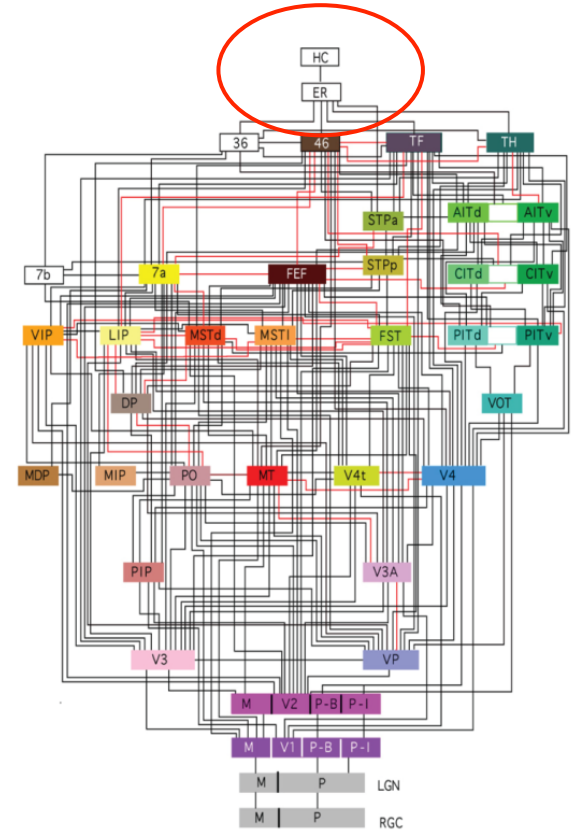 HC
ER
36 46 TF TH
STPa AITd AITv
STPp
7b 7a FEF CITd CITv
VIP LIP MSTd MSTl FST PITd PITv
DP VOT
MDP MIP PO MT V4t V4
PIP V3A
V3 VP
M V2 P-B P-I
M V1 P-B P-I
M P LGN
M P RGC